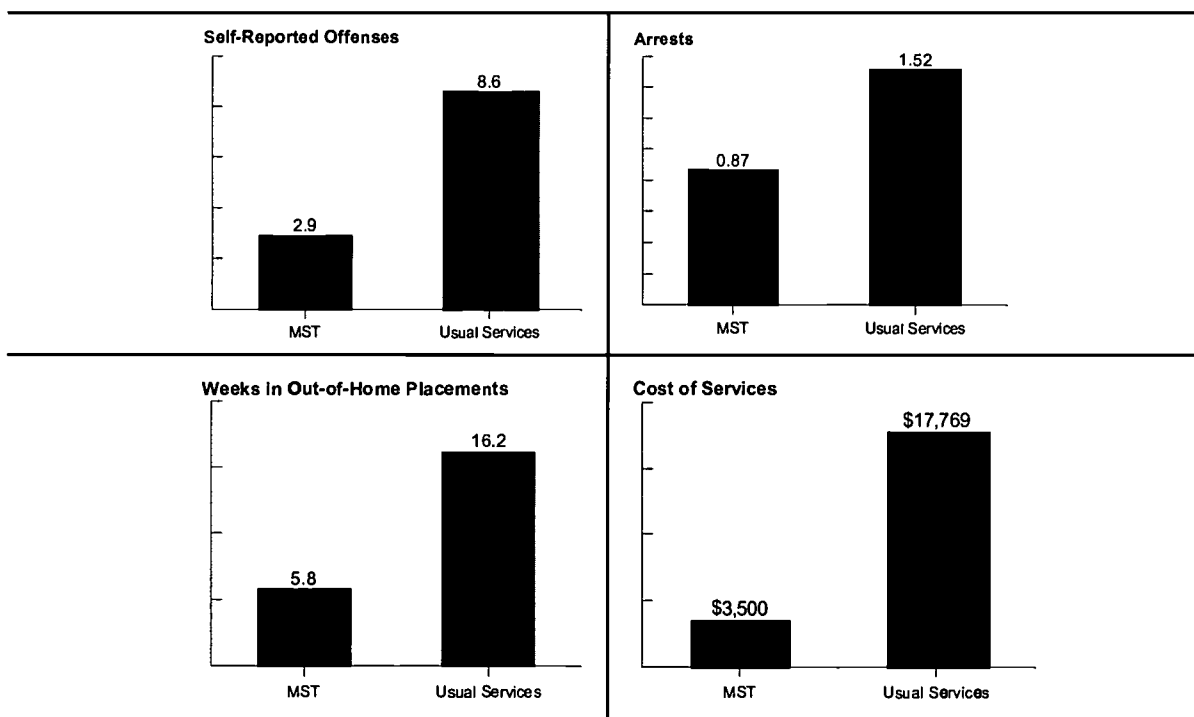 Self-Reported Offenses
8.6
2.9
MST Usual Services
Arrests
1.52
0.87
MST Usual Services
Weeks in Out-of-Home Placements
16.2
5.8
MST Usual Services
Cost of Services
$17,769
$3,500
MST Usual Services